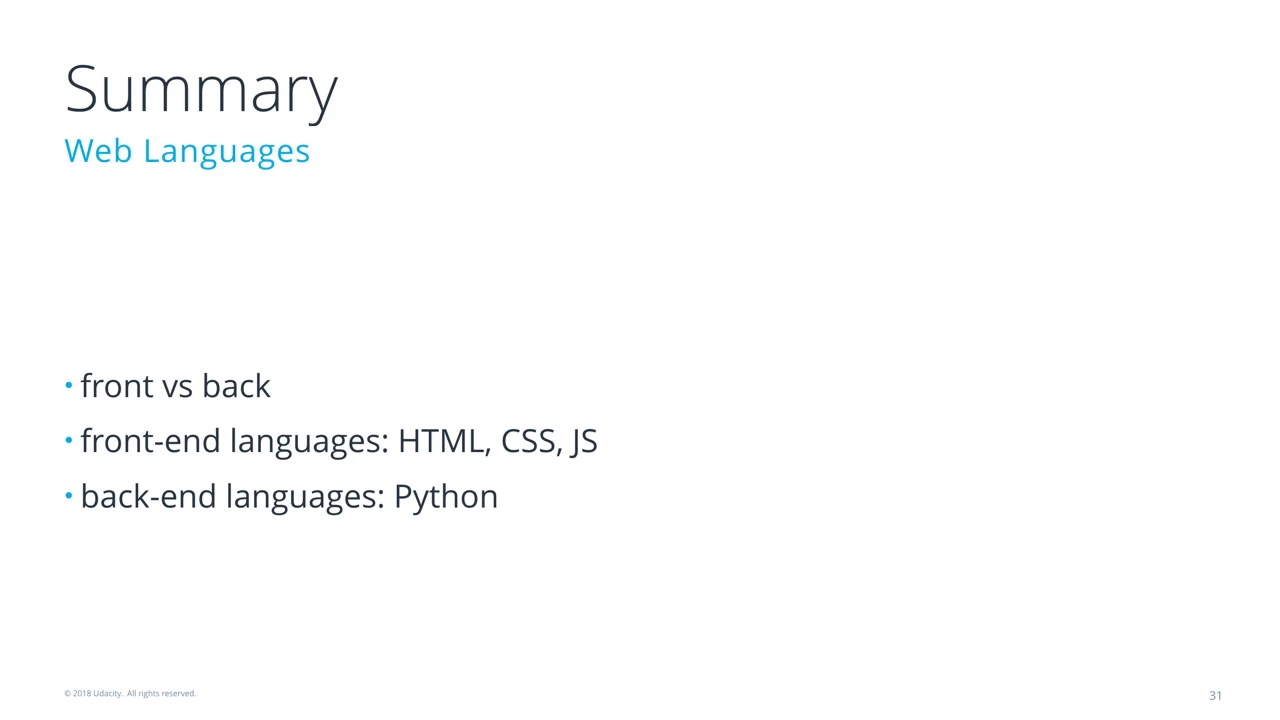 Summary
Web Languages
• front vs back
• front-end languages: HTML, CSS, JS
• back-end languages: Python
© 2018 Udacity. All rights reserved.
31